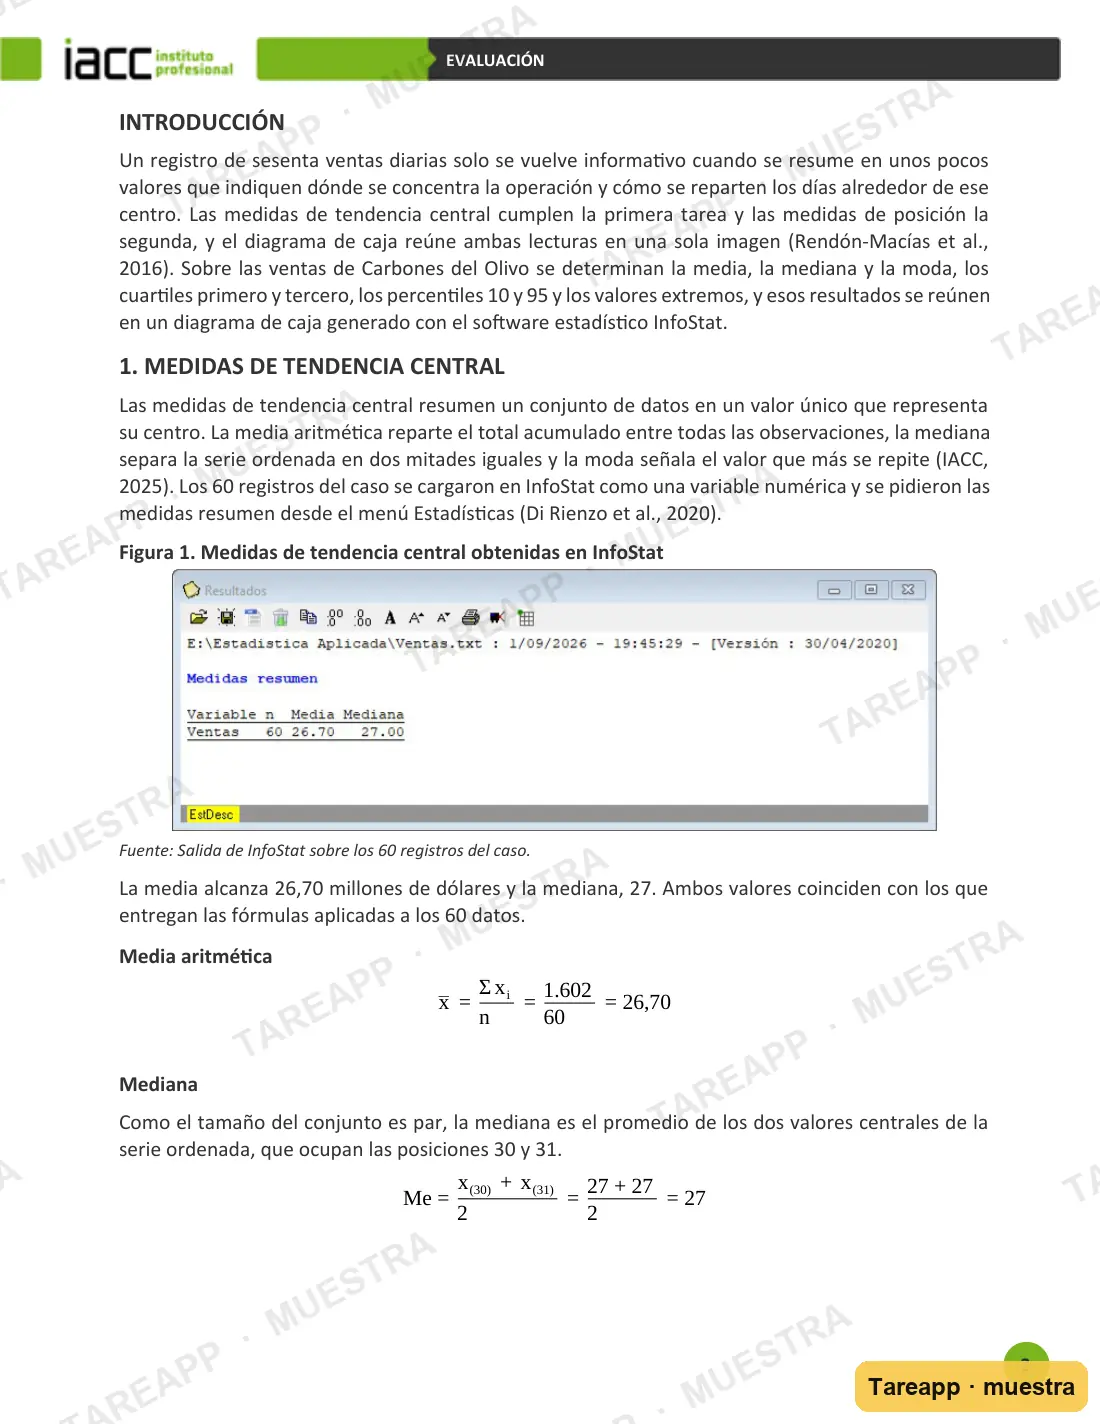 iacc instituto profesional
EVALUACIÓN
INTRODUCCIÓN
Un registro de sesenta ventas diarias solo se vuelve informativo cuando se resume en unos pocos
valores que indiquen dónde se concentra la operación y cómo se reparten los días alrededor de ese
centro. Las medidas de tendencia central cumplen la primera tarea y las medidas de posición la
segunda, y el diagrama de caja reúne ambas lecturas en una sola imagen (Rendón-Macías et al.,
2016). Sobre las ventas de Carbones del Olivo se determinan la media, la mediana y la moda, los
cuartiles primero y tercero, los percentiles 10 y 95 y los valores extremos, y esos resultados se reúnen
en un diagrama de caja generado con el software estadístico InfoStat.
1. MEDIDAS DE TENDENCIA CENTRAL
Las medidas de tendencia central resumen un conjunto de datos en un valor único que representa
su centro. La media aritmética reparte el total acumulado entre todas las observaciones, la mediana
separa la serie ordenada en dos mitades iguales y la moda señala el valor que más se repite (IACC,
2025). Los 60 registros del caso se cargaron en InfoStat como una variable numérica y se pidieron las
medidas resumen desde el menú Estadísticas (Di Rienzo et al., 2020).
Figura 1. Medidas de tendencia central obtenidas en InfoStat
Resultados
E:\Estadistica Aplicada\Ventas.txt : 1/09/2026 - 19:45:29 - [Versión : 30/04/2020]
Medidas resumen
Variable n Media Mediana
Ventas 60 26.70 27.00
EstDesc
Fuente: Salida de InfoStat sobre los 60 registros del caso.
La media alcanza 26,70 millones de dólares y la mediana, 27. Ambos valores coinciden con los que
entregan las fórmulas aplicadas a los 60 datos.
Media aritmética
x̅ = Σ xᵢ / n = 1.602 / 60 = 26,70
Mediana
Como el tamaño del conjunto es par, la mediana es el promedio de los dos valores centrales de la
serie ordenada, que ocupan las posiciones 30 y 31.
Me = x(30) + x(31) / 2 = 27 + 27 / 2 = 27
Tareapp · muestra
TAREAPP · MUESTRA